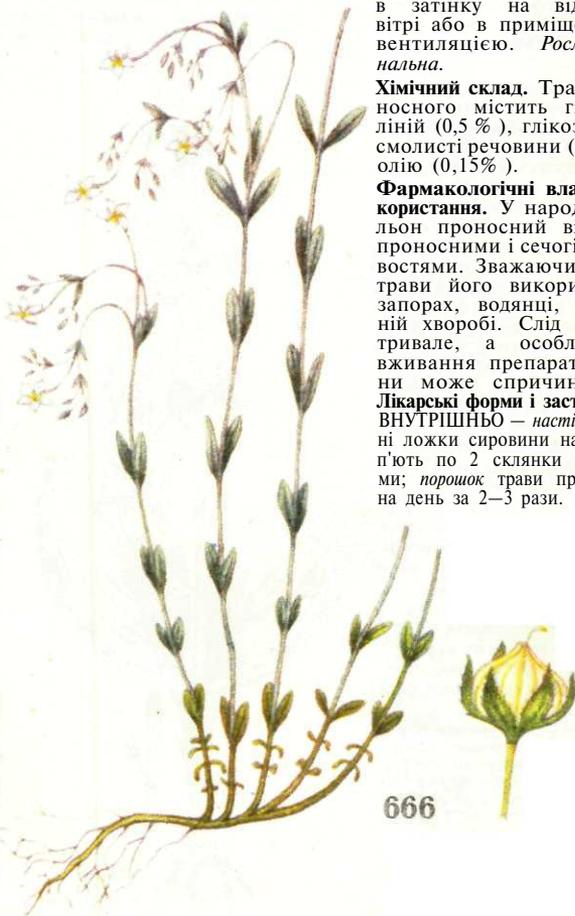 в затінку на від
вітрі або в приміщ
вентиляцією. Росл
нальна.
Хімічний склад. Тра
носного містить г
ліній (0,5 % ), гліко
смолисті речовини (
олію (0,15% ).
Фармакологічні вла
користання. У народ
льон проносний в
проносними і сечогі
востями. Зважаючи
трави його викори
запорах, водянці,
ній хворобі. Слід
тривале, а особл
вживання препарат
ни може спричин
Лікарські форми і заст
ВНУТРІШНЬО — насті
ні ложки сировини на
п'ють по 2 склянки
ми; порошок трави пр
на день за 2—3 рази.
666